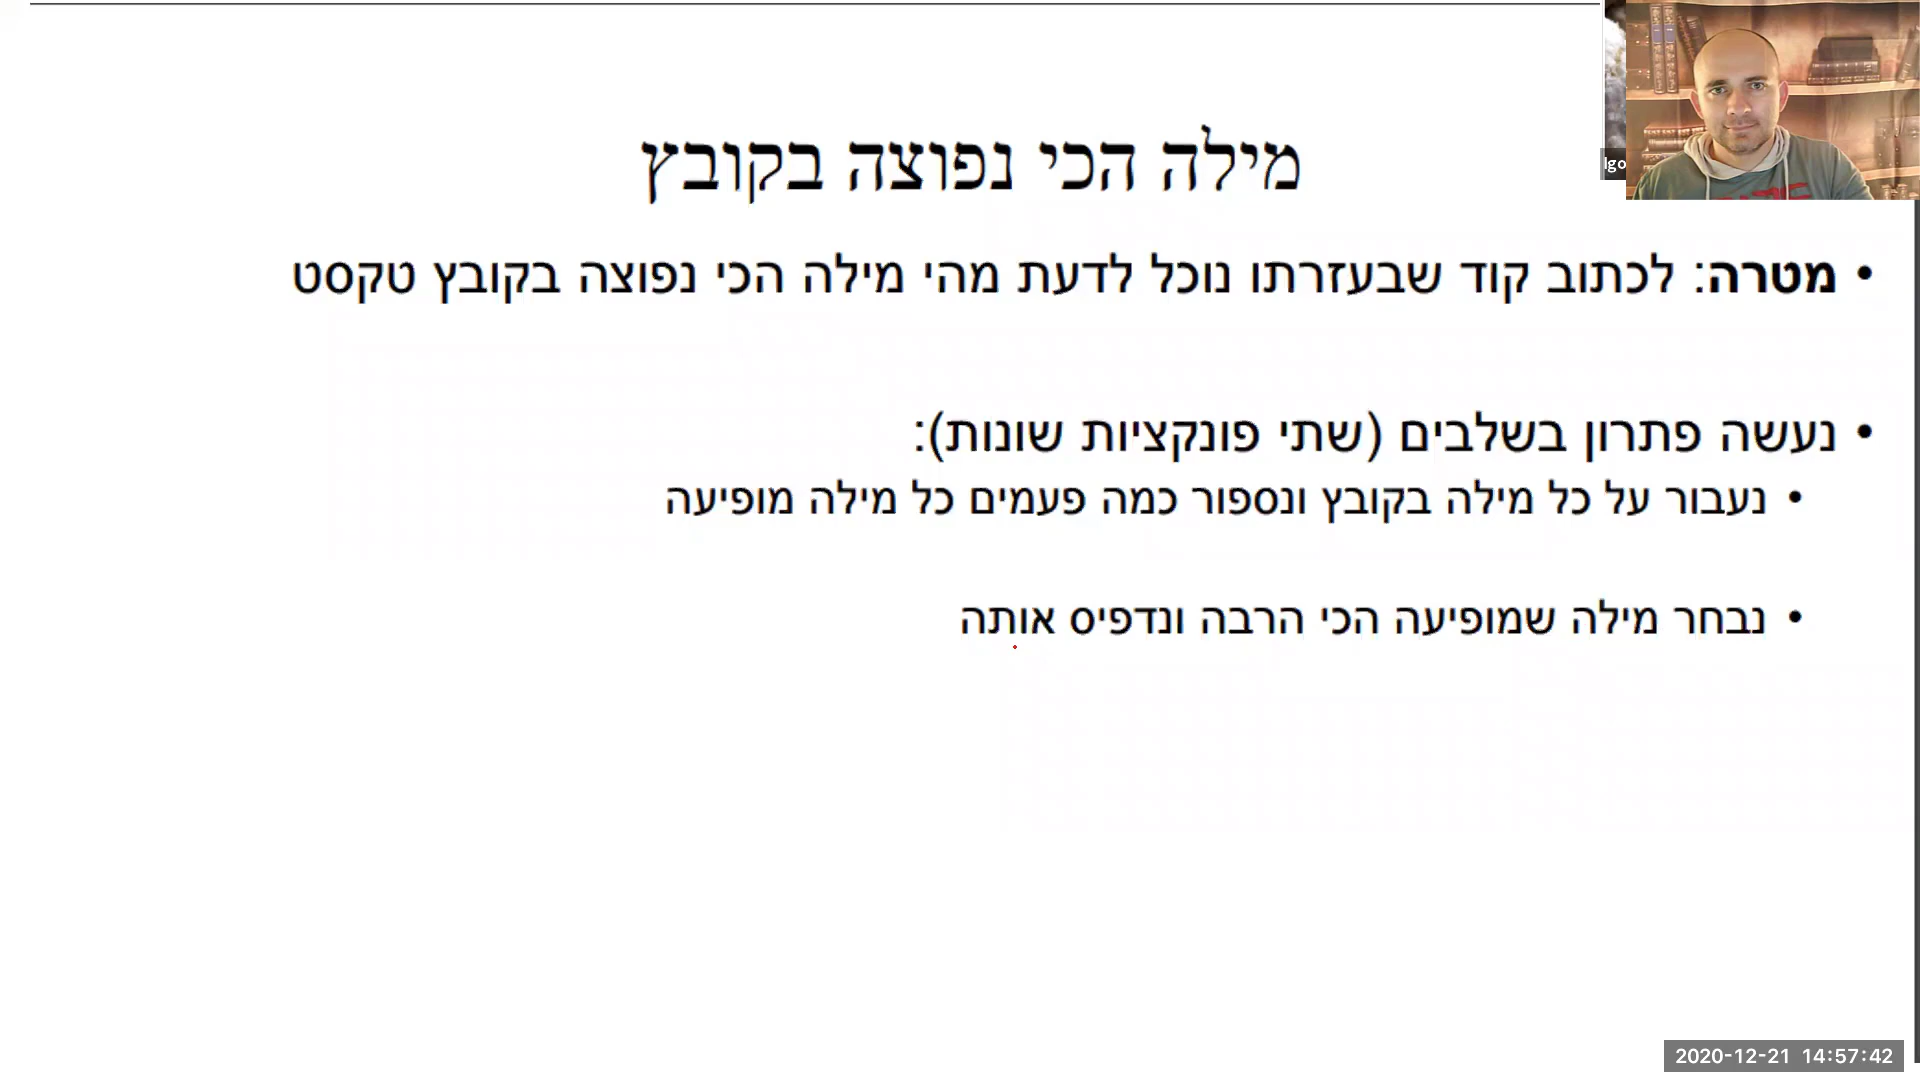 מילה הכי נפוצה בקובץ
• מטרה: לכתוב קוד שבעזרתו נוכל לדעת מהי מילה הכי נפוצה בקובץ טקסט
• נעשה פתרון בשלבים (שתי פונקציות שונות):
• נעבור על כל מילה בקובץ ונספור כמה פעמים כל מילה מופיעה
• נבחר מילה שמופיעה הכי הרבה ונדפיס אותה
2020-12-21 14:57:42